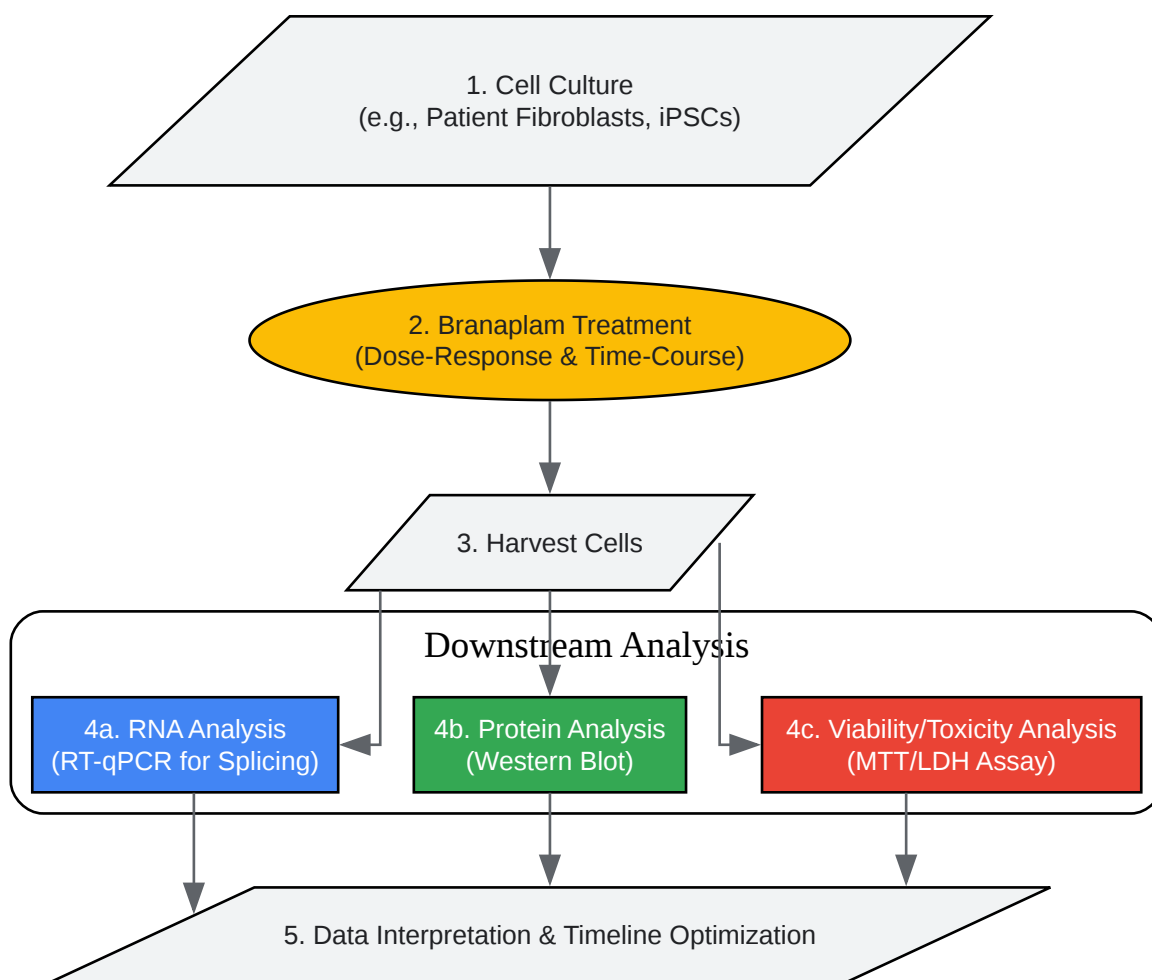 1. Cell Culture
(e.g., Patient Fibroblasts, iPSCs)
2. Branaplam Treatment
(Dose-Response & Time-Course)
3. Harvest Cells
Downstream Analysis
4a. RNA Analysis
(RT-qPCR for Splicing)
4b. Protein Analysis
(Western Blot)
4c. Viability/Toxicity Analysis
(MTT/LDH Assay)
5. Data Interpretation & Timeline Optimization